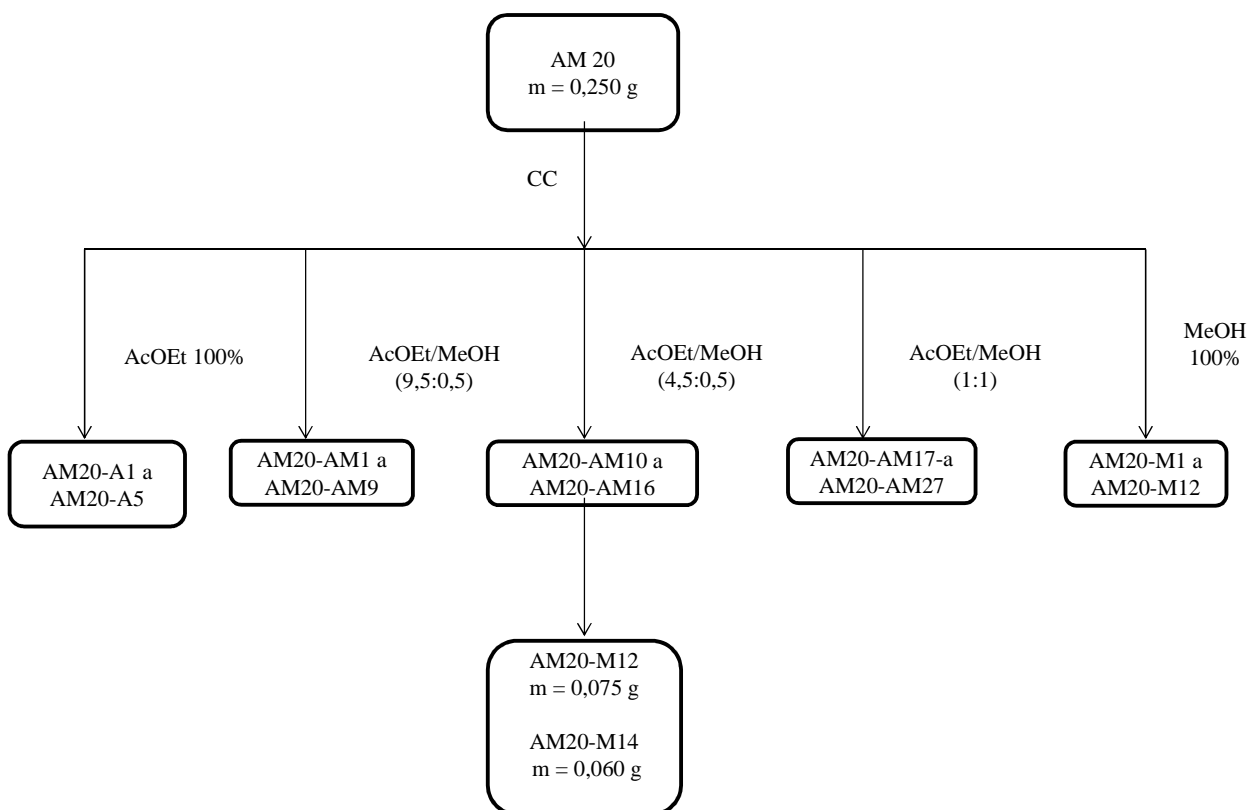 AM 20
m = 0,250 g
CC
AcOEt 100%
AcOEt/MeOH
(9,5:0,5)
AcOEt/MeOH
(4,5:0,5)
AcOEt/MeOH
(1:1)
MeOH
100%
AM20-A1 a
AM20-A5
AM20-AM1 a
AM20-AM9
AM20-AM10 a
AM20-AM16
AM20-AM17-a
AM20-AM27
AM20-M1 a
AM20-M12
AM20-M12
m = 0,075 g
AM20-M14
m = 0,060 g